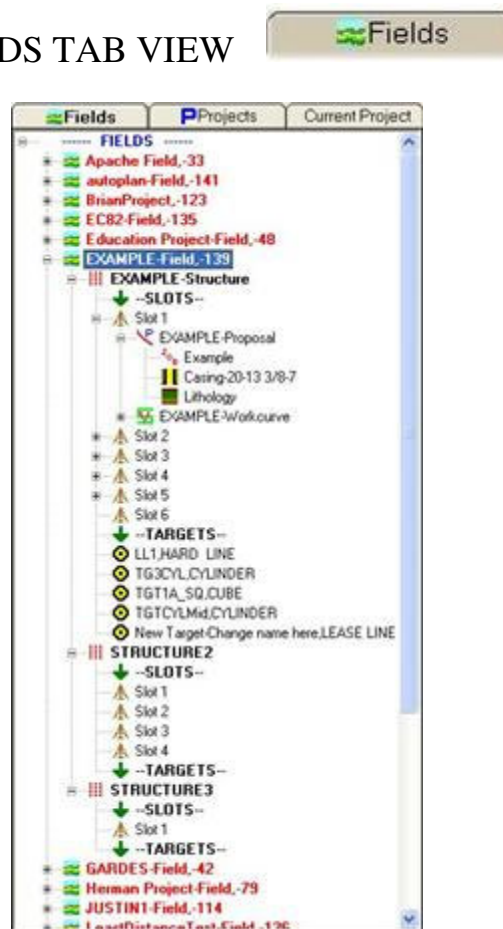 DS TAB VIEW
Fields
Fields PProjects Current Project
------ FIELDS ------
Apache Field,-33
autoplan-Field,-141
BrianProject,-123
EC82-Field,-135
Education Project-Field,-48
EXAMPLE-Field,-139
EXAMPLE-Structure
--SLOTS--
Slot 1
EXAMPLE-Proposal
Example
Casing-20-13 3/8-7
Lithology
EXAMPLE-Workcurve
Slot 2
Slot 3
Slot 4
Slot 5
Slot 6
--TARGETS--
LL1,HARD LINE
TG3CYL,CYLINDER
TGT1A_SQ,CUBE
TGTCYLMid,CYLINDER
New Target-Change name here,LEASE LINE
STRUCTURE2
--SLOTS--
Slot 1
Slot 2
Slot 3
Slot 4
--TARGETS--
STRUCTURE3
--SLOTS--
Slot 1
--TARGETS--
GARDES-Field,-42
Herman Project-Field,-79
JUSTIN1-Field,-114
LeastDistanceTest-Field,-126